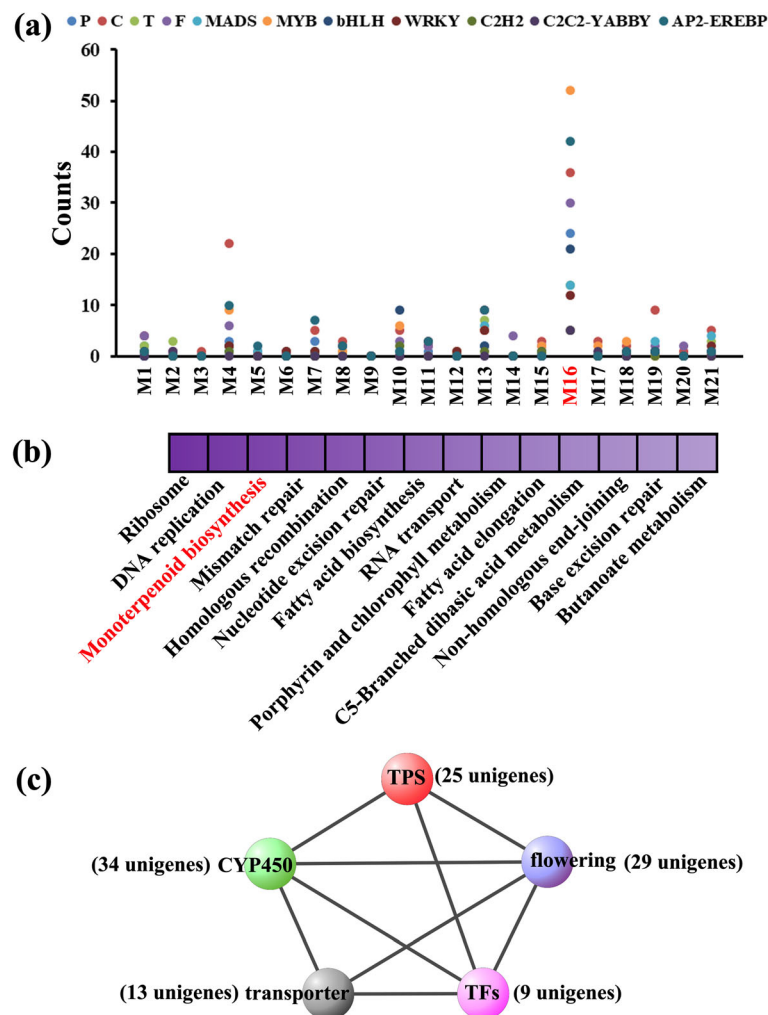 (a)
P C T F MADS MYB bHLH WRKY C2H2 C2C2-YABBY AP2-EREBP
Counts
60
50
40
30
20
10
0
M1 M2 M3 M4 M5 M6 M7 M8 M9 M10 M11 M12 M13 M14 M15 M16 M17 M18 M19 M20 M21
(b)
Ribosome
DNA replication
Monoterpenoid biosynthesis
Mismatch repair
Homologous recombination
Nucleotide excision repair
Fatty acid biosynthesis
RNA transport
Porphyrin and chlorophyll metabolism
Fatty acid elongation
C5-Branched dibasic acid metabolism
Non-homologous end-joining
Base excision repair
Butanoate metabolism
(c)
TPS (25 unigenes)
(34 unigenes) CYP450
flowering (29 unigenes)
(13 unigenes) transporter
TFs (9 unigenes)